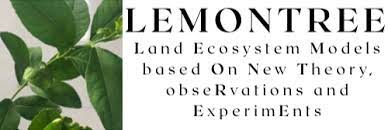 LEMONTREE
Land Ecosystem Models
based On New Theory,
obseRvations and
ExperimEnts